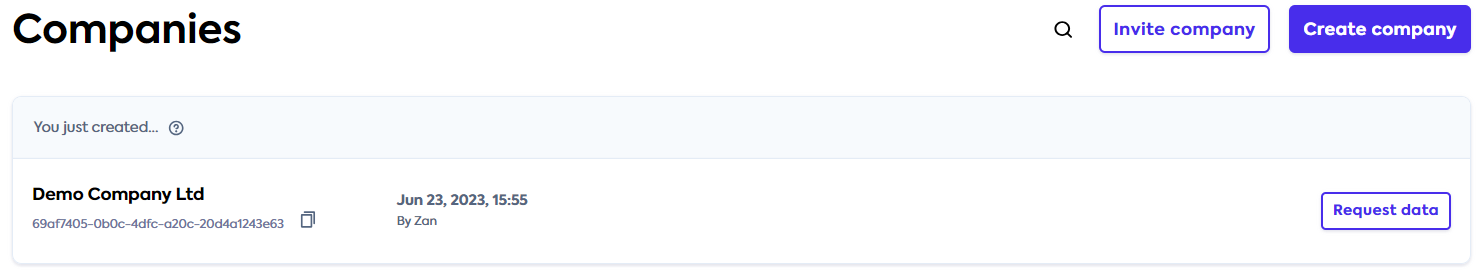 Companies
Invite company
Create company
You just created...
Demo Company Ltd
69af7405-0b0c-4dfc-a20c-20d4a1243e63
Jun 23, 2023, 15:55
By Zan
Request data